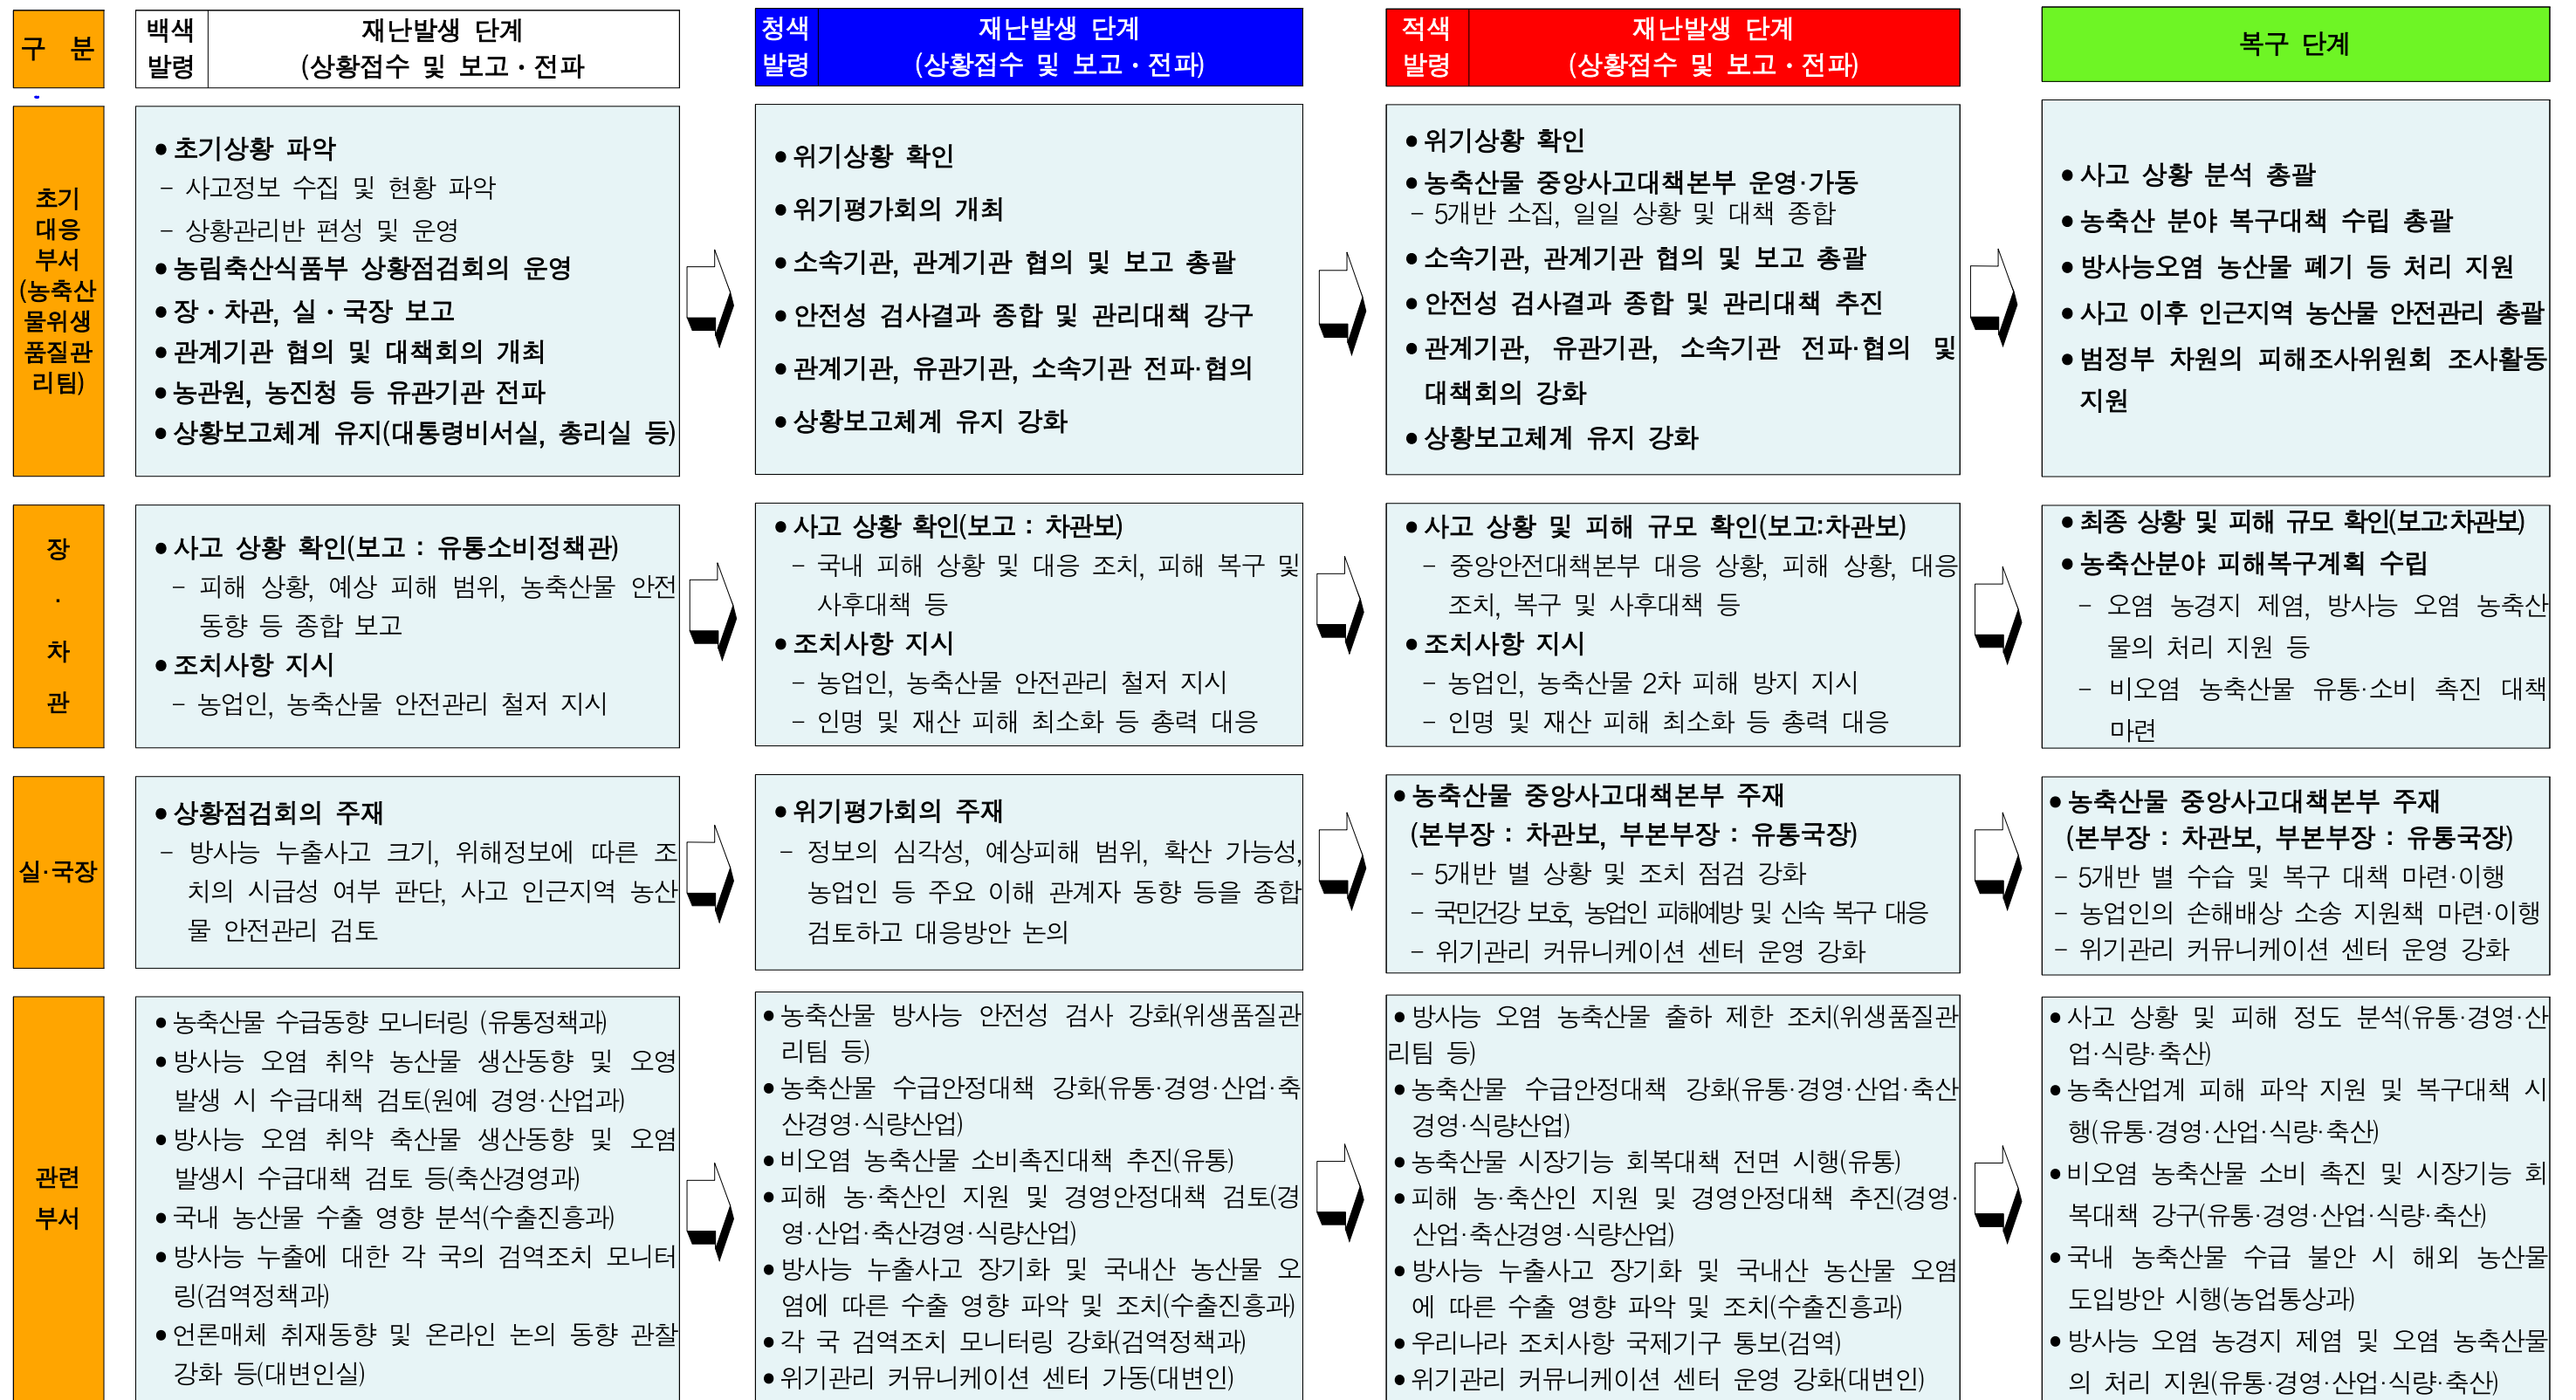 구 분
백색
발령
재난발생 단계
(상황접수 및 보고·전파
청색
발령
재난발생 단계
(상황접수 및 보고·전파)
적색
발령
재난발생 단계
(상황접수 및 보고·전파)
복구 단계
초기
대응
부서
(농축산
물위생
품질관
리팀)
● 초기상황 파악
- 사고정보 수집 및 현황 파악
- 상황관리반 편성 및 운영
● 농림축산식품부 상황점검회의 운영
● 장·차관, 실·국장 보고
● 관계기관 협의 및 대책회의 개최
● 농관원, 농진청 등 유관기관 전파
● 상황보고체계 유지(대통령비서실, 총리실 등)
● 위기상황 확인
● 위기평가회의 개최
● 소속기관, 관계기관 협의 및 보고 총괄
● 안전성 검사결과 종합 및 관리대책 강구
● 관계기관, 유관기관, 소속기관 전파·협의
● 상황보고체계 유지 강화
● 위기상황 확인
● 농축산물 중앙사고대책본부 운영·가동
- 5개반 소집, 일일 상황 및 대책 종합
● 소속기관, 관계기관 협의 및 보고 총괄
● 안전성 검사결과 종합 및 관리대책 추진
● 관계기관, 유관기관, 소속기관 전파·협의 및
대책회의 강화
● 상황보고체계 유지 강화
● 사고 상황 분석 총괄
● 농축산 분야 복구대책 수립 총괄
● 방사능오염 농산물 폐기 등 처리 지원
● 사고 이후 인근지역 농산물 안전관리 총괄
● 범정부 차원의 피해조사위원회 조사활동
지원
장
·
차
관
● 사고 상황 확인(보고 : 유통소비정책관)
- 피해 상황, 예상 피해 범위, 농축산물 안전
동향 등 종합 보고
● 조치사항 지시
- 농업인, 농축산물 안전관리 철저 지시
● 사고 상황 확인(보고 : 차관보)
- 국내 피해 상황 및 대응 조치, 피해 복구 및
사후대책 등
● 조치사항 지시
- 농업인, 농축산물 안전관리 철저 지시
- 인명 및 재산 피해 최소화 등 총력 대응
● 사고 상황 및 피해 규모 확인(보고:차관보)
- 중앙안전대책본부 대응 상황, 피해 상황, 대응
조치, 복구 및 사후대책 등
● 조치사항 지시
- 농업인, 농축산물 2차 피해 방지 지시
- 인명 및 재산 피해 최소화 등 총력 대응
● 최종 상황 및 피해 규모 확인(보고:차관보)
● 농축산분야 피해복구계획 수립
- 오염 농경지 제염, 방사능 오염 농축산
물의 처리 지원 등
- 비오염 농축산물 유통·소비 촉진 대책
마련
실·국장
● 상황점검회의 주재
- 방사능 누출사고 크기, 위해정보에 따른 조
치의 시급성 여부 판단, 사고 인근지역 농산
물 안전관리 검토
● 위기평가회의 주재
- 정보의 심각성, 예상피해 범위, 확산 가능성,
농업인 등 주요 이해 관계자 동향 등을 종합
검토하고 대응방안 논의
● 농축산물 중앙사고대책본부 주재
(본부장 : 차관보, 부본부장 : 유통국장)
- 5개반 별 상황 및 조치 점검 강화
- 국민건강 보호, 농업인 피해예방 및 신속 복구 대응
- 위기관리 커뮤니케이션 센터 운영 강화
● 농축산물 중앙사고대책본부 주재
(본부장 : 차관보, 부본부장 : 유통국장)
- 5개반 별 수습 및 복구 대책 마련·이행
- 농업인의 손해배상 소송 지원책 마련·이행
- 위기관리 커뮤니케이션 센터 운영 강화
관련
부서
● 농축산물 수급동향 모니터링 (유통정책과)
● 방사능 오염 취약 농산물 생산동향 및 오영
발생 시 수급대책 검토(원예 경영·산업과)
● 방사능 오염 취약 축산물 생산동향 및 오염
발생시 수급대책 검토 등(축산경영과)
● 국내 농산물 수출 영향 분석(수출진흥과)
● 방사능 누출에 대한 각 국의 검역조치 모니터
링(검역정책과)
● 언론매체 취재동향 및 온라인 논의 동향 관찰
강화 등(대변인실)
● 농축산물 방사능 안전성 검사 강화(위생품질관
리팀 등)
● 농축산물 수급안정대책 강화(유통·경영·산업·축
산경영·식량산업)
● 비오염 농축산물 소비촉진대책 추진(유통)
● 피해 농·축산인 지원 및 경영안정대책 검토(경
영·산업·축산경영·식량산업)
● 방사능 누출사고 장기화 및 국내산 농산물 오
염에 따른 수출 영향 파악 및 조치(수출진흥과)
● 각 국 검역조치 모니터링 강화(검역정책과)
● 위기관리 커뮤니케이션 센터 가동(대변인)
● 방사능 오염 농축산물 출하 제한 조치(위생품질관
리팀 등)
● 농축산물 수급안정대책 강화(유통·경영·산업·축산
경영·식량산업)
● 농축산물 시장기능 회복대책 전면 시행(유통)
● 피해 농·축산인 지원 및 경영안정대책 추진(경영·
산업·축산경영·식량산업)
● 방사능 누출사고 장기화 및 국내산 농산물 오염
에 따른 수출 영향 파악 및 조치(수출진흥과)
● 우리나라 조치사항 국제기구 통보(검역)
● 위기관리 커뮤니케이션 센터 운영 강화(대변인)
● 사고 상황 및 피해 정도 분석(유통·경영·산
업·식량·축산)
● 농축산업계 피해 파악 지원 및 복구대책 시
행(유통·경영·산업·식량·축산)
● 비오염 농축산물 소비 촉진 및 시장기능 회
복대책 강구(유통·경영·산업·식량·축산)
● 국내 농축산물 수급 불안 시 해외 농산물
도입방안 시행(농업통상과)
● 방사능 오염 농경지 제염 및 오염 농축산물
의 처리 지원(유통·경영·산업·식량·축산)